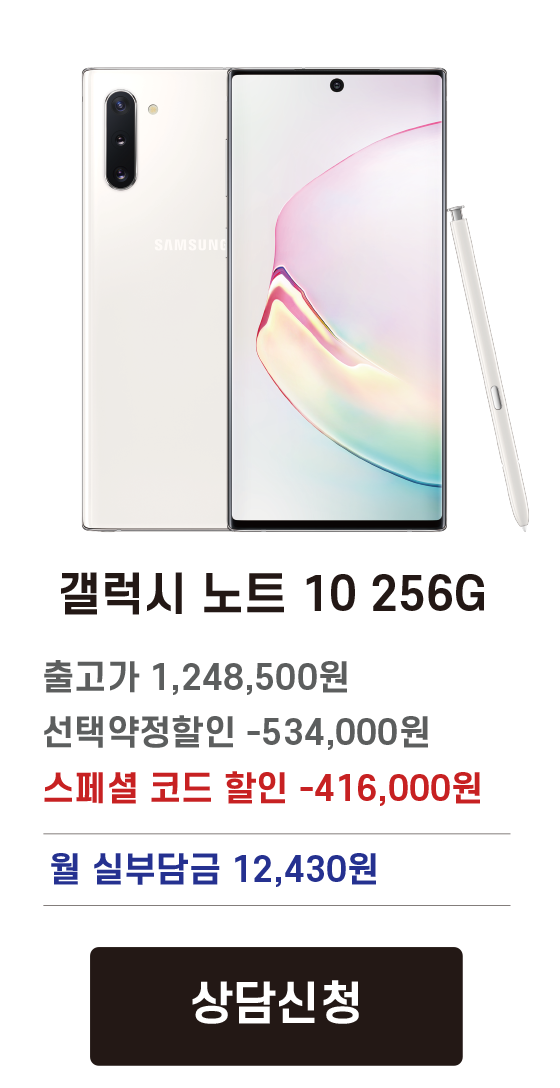 SAMSUNG
갤럭시 노트 10 256G
출고가 1,248,500원
선택약정할인 -534,000원
스페셜 코드 할인 -416,000원
월 실부담금 12,430원
상담신청